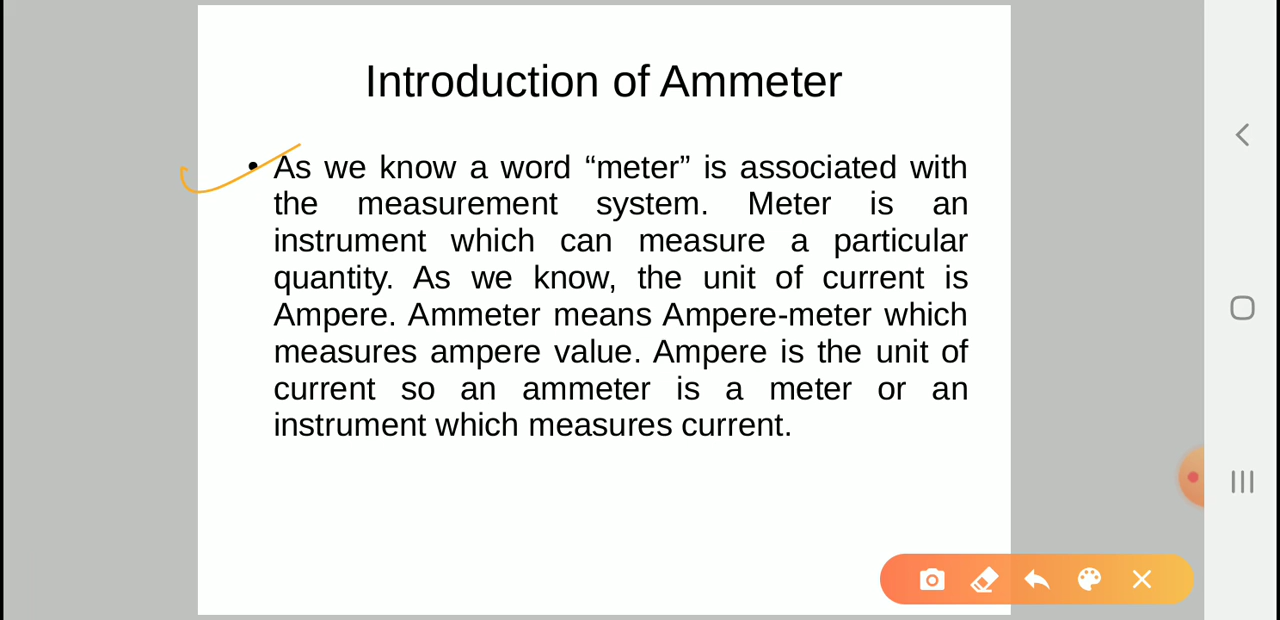 Introduction of Ammeter
• As we know a word “meter” is associated with
the measurement system. Meter is an
instrument which can measure a particular
quantity. As we know, the unit of current is
Ampere. Ammeter means Ampere-meter which
measures ampere value. Ampere is the unit of
current so an ammeter is a meter or an
instrument which measures current.